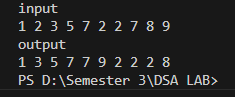 input
1 2 3 5 7 2 2 7 8 9
output
1 3 5 7 7 9 2 2 2 8
PS D:\Semester 3\DSA LAB>